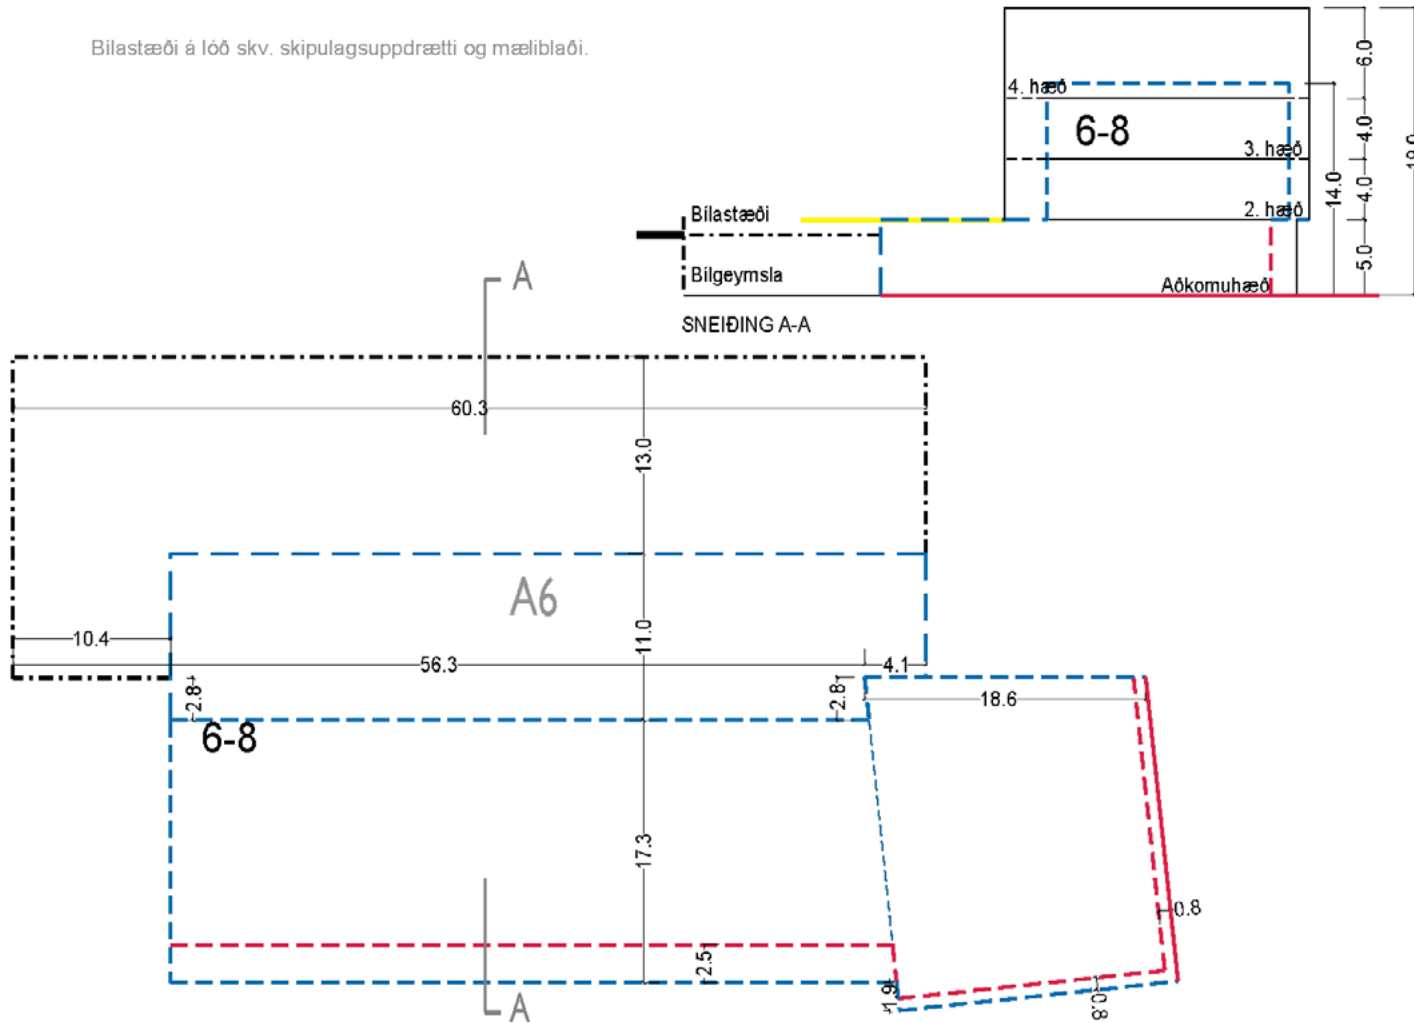 Bílastæði á lóð skv. skipulagsuppdrætti og mæliblaði.
6.0
4. hæð
6-8
4.0
19.0
3. hæð
14.0
4.0
2. hæð
Bílastæði
5.0
Bílgeymsla
Aðkomuhæð
SNEIÐING A-A
A
60.3
13.0
A6
11.0
10.4
56.3
4.1
2.8
2.8
18.6
6-8
17.3
0.8
2.5
1.9
0.8
A